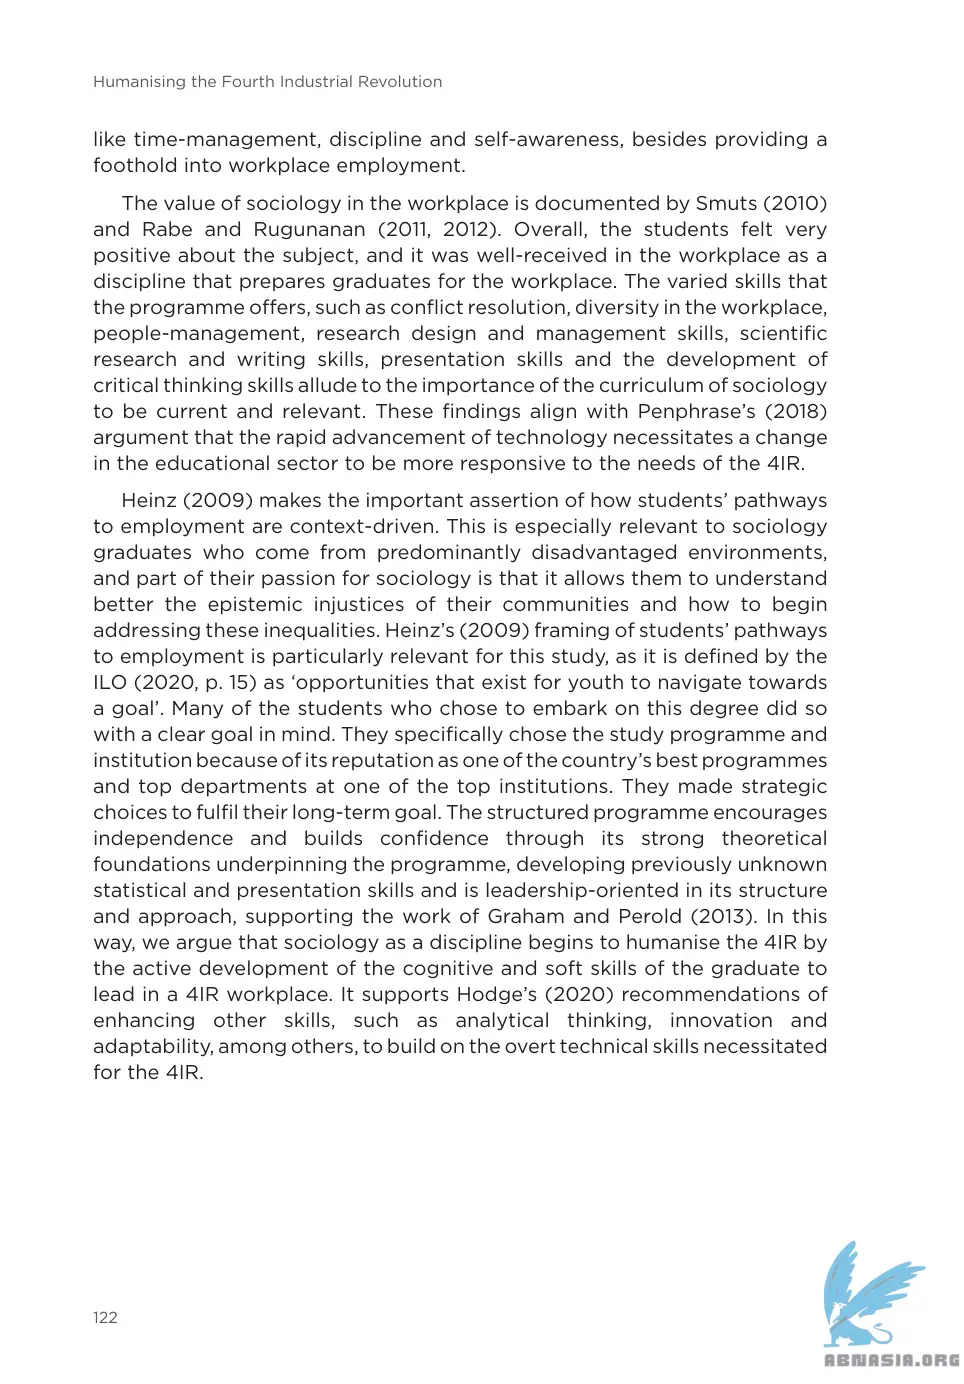 Humanising the Fourth Industrial Revolution
like time-management, discipline and self-awareness, besides providing a
foothold into workplace employment.
The value of sociology in the workplace is documented by Smuts (2010)
and Rabe and Rugunanan (2011, 2012). Overall, the students felt very
positive about the subject, and it was well-received in the workplace as a
discipline that prepares graduates for the workplace. The varied skills that
the programme offers, such as conflict resolution, diversity in the workplace,
people-management, research design and management skills, scientific
research and writing skills, presentation skills and the development of
critical thinking skills allude to the importance of the curriculum of sociology
to be current and relevant. These findings align with Penphrase’s (2018)
argument that the rapid advancement of technology necessitates a change
in the educational sector to be more responsive to the needs of the 4IR.
Heinz (2009) makes the important assertion of how students’ pathways
to employment are context-driven. This is especially relevant to sociology
graduates who come from predominantly disadvantaged environments,
and part of their passion for sociology is that it allows them to understand
better the epistemic injustices of their communities and how to begin
addressing these inequalities. Heinz’s (2009) framing of students’ pathways
to employment is particularly relevant for this study, as it is defined by the
ILO (2020, p. 15) as ‘opportunities that exist for youth to navigate towards
a goal’. Many of the students who chose to embark on this degree did so
with a clear goal in mind. They specifically chose the study programme and
institution because of its reputation as one of the country’s best programmes
and top departments at one of the top institutions. They made strategic
choices to fulfil their long-term goal. The structured programme encourages
independence and builds confidence through its strong theoretical
foundations underpinning the programme, developing previously unknown
statistical and presentation skills and is leadership-oriented in its structure
and approach, supporting the work of Graham and Perold (2013). In this
way, we argue that sociology as a discipline begins to humanise the 4IR by
the active development of the cognitive and soft skills of the graduate to
lead in a 4IR workplace. It supports Hodge’s (2020) recommendations of
enhancing other skills, such as analytical thinking, innovation and
adaptability, among others, to build on the overt technical skills necessitated
for the 4IR.
122
ABNASIA.ORG